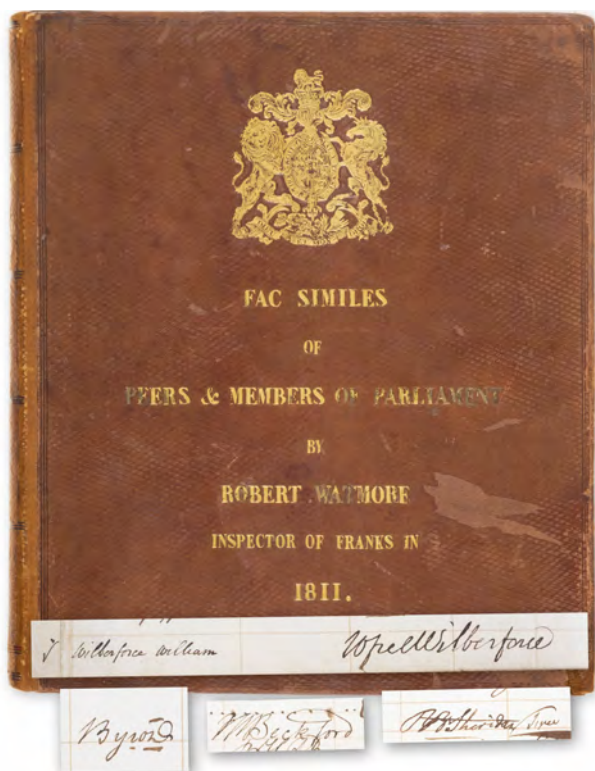 FAC SIMILES
OF
PEERS & MEMBERS OF PARLIAMENT
BY
ROBERT WATMORE
INSPECTOR OF FRANKS IN
1811.
Wilberforce William
Wilberforce
Byron
Beckford
Sheridan